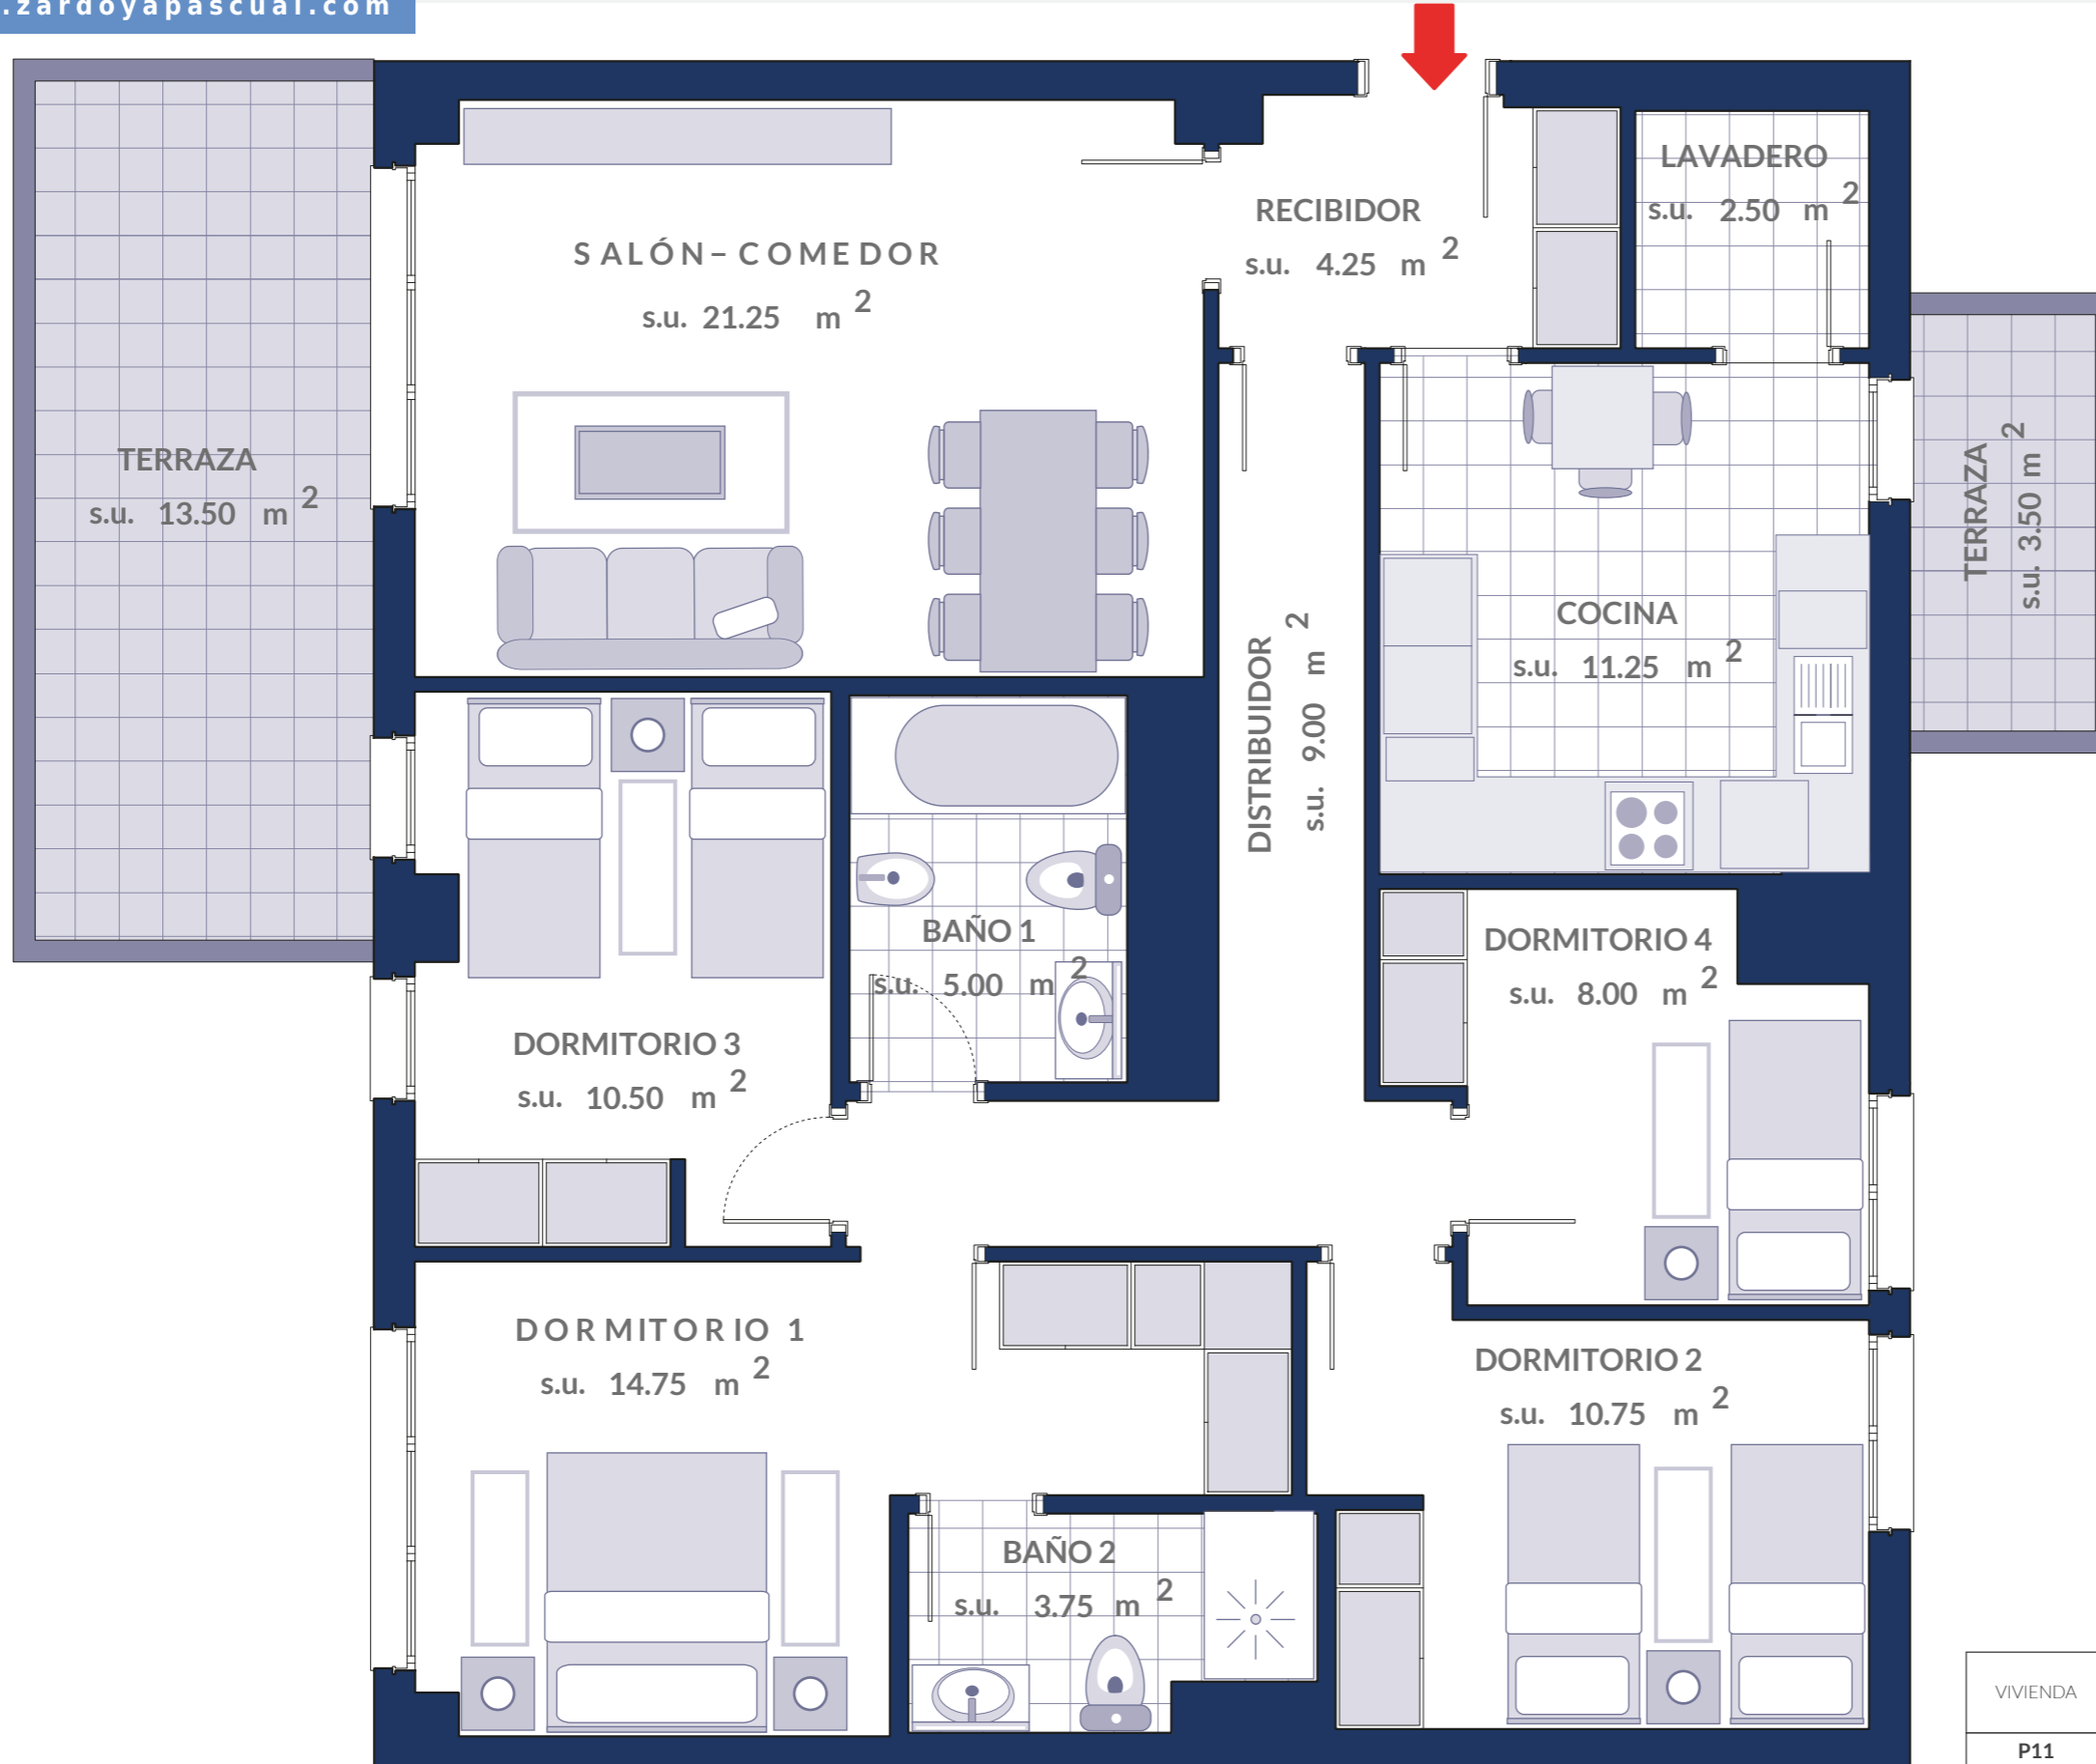 .zardoyapascual.com
LAVADERO
s.u. 2.50 m 2
RECIBIDOR
s.u. 4.25 m 2
SALÓN–COMEDOR
s.u. 21.25 m 2
TERRAZA
s.u. 13.50 m 2
TERRAZA
s.u. 3.50 m 2
COCINA
s.u. 11.25 m 2
DISTRIBUIDOR
s.u. 9.00 m 2
BAÑO 1
s.u. 5.00 m 2
DORMITORIO 4
s.u. 8.00 m 2
DORMITORIO 3
s.u. 10.50 m 2
DORMITORIO 1
s.u. 14.75 m 2
DORMITORIO 2
s.u. 10.75 m 2
BAÑO 2
s.u. 3.75 m 2
VIVIENDA
P11